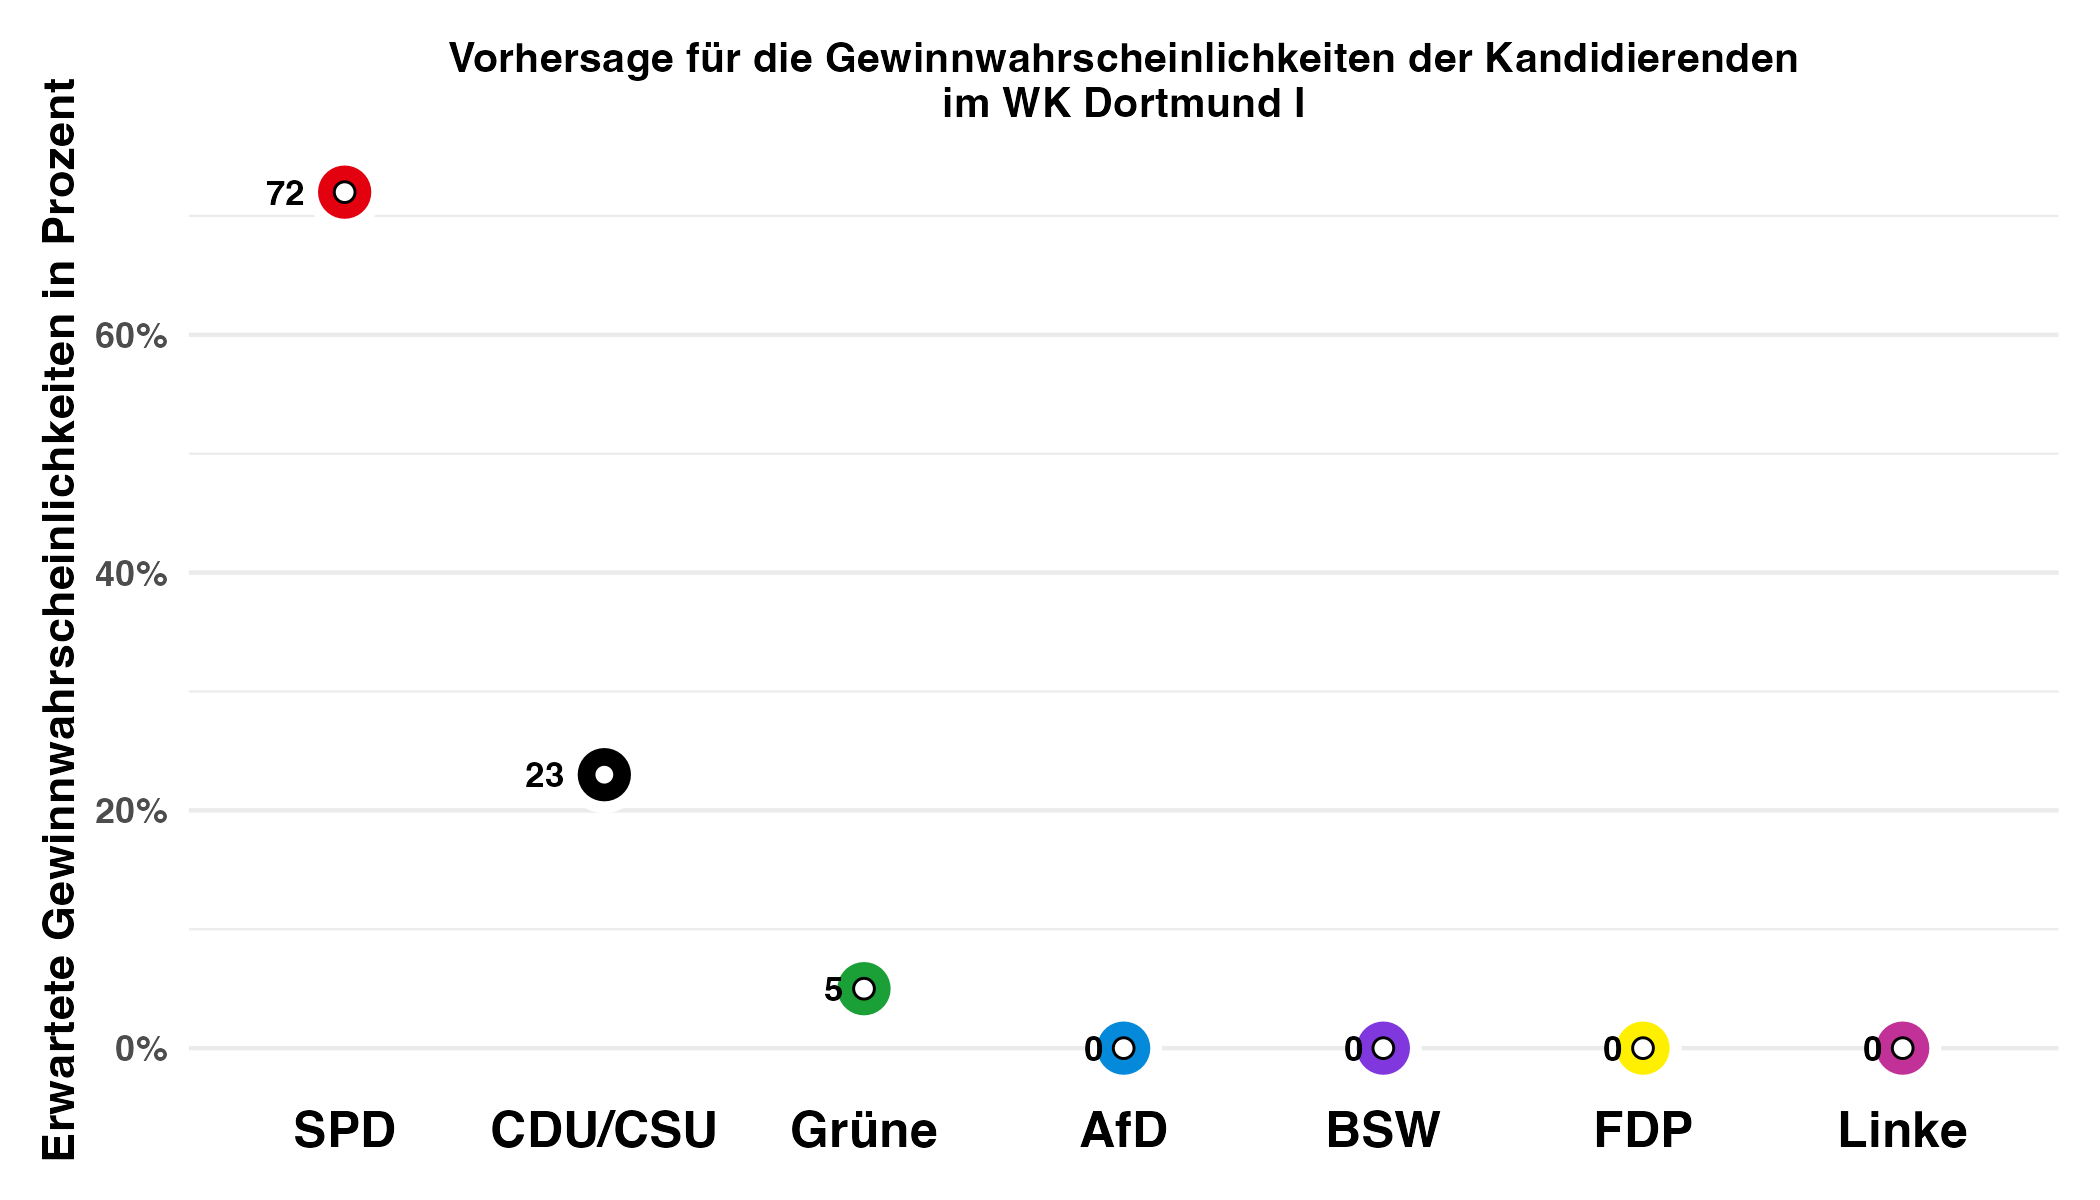 Vorhersage für die Gewinnwahrscheinlichkeiten der Kandidierenden
im WK Dortmund I
Erwartete Gewinnwahrscheinlichkeiten in Prozent
72
60%
40%
23
20%
5
0%
0
0
0
0
SPD CDU/CSU Grüne AfD BSW FDP Linke